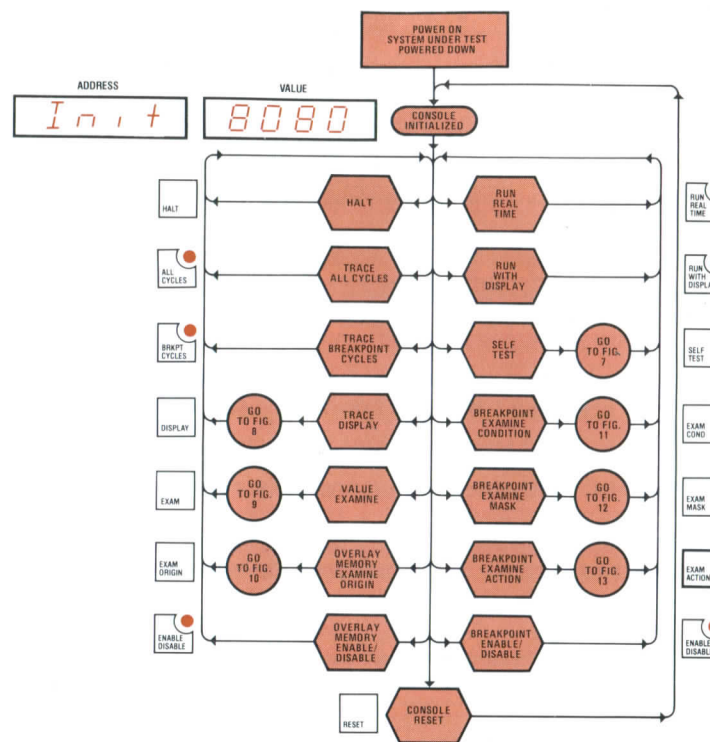 POWER ON
SYSTEM UNDER TEST
POWERED DOWN
ADDRESS
VALUE
Init
8080
CONSOLE
INITIALIZED
HALT
HALT
RUN
REAL
TIME
RUN
REAL
TIME
ALL
CYCLES
TRACE
ALL CYCLES
RUN
WITH
DISPLAY
RUN
WITH
DISPLA
BRKPT
CYCLES
TRACE
BREAKPOINT
CYCLES
SELF
TEST
GO
TO FIG.
7
SELF
TEST
DISPLAY
GO
TO FIG.
8
TRACE
DISPLAY
BREAKPOINT
EXAMINE
CONDITION
GO
TO FIG.
11
EXAM
COND
EXAM
GO
TO FIG.
9
VALUE
EXAMINE
BREAKPOINT
EXAMINE
MASK
GO
TO FIG.
12
EXAM
MASK
EXAM
ORIGIN
GO
TO FIG.
10
OVERLAY
MEMORY
EXAMINE
ORIGIN
BREAKPOINT
EXAMINE
ACTION
GO
TO FIG.
13
EXAM
ACTION
ENABLE
DISABLE
OVERLAY
MEMORY
ENABLE/
DISABLE
BREAKPOINT
ENABLE/
DISABLE
ENABLE
DISABLE
RESET
CONSOLE
RESET